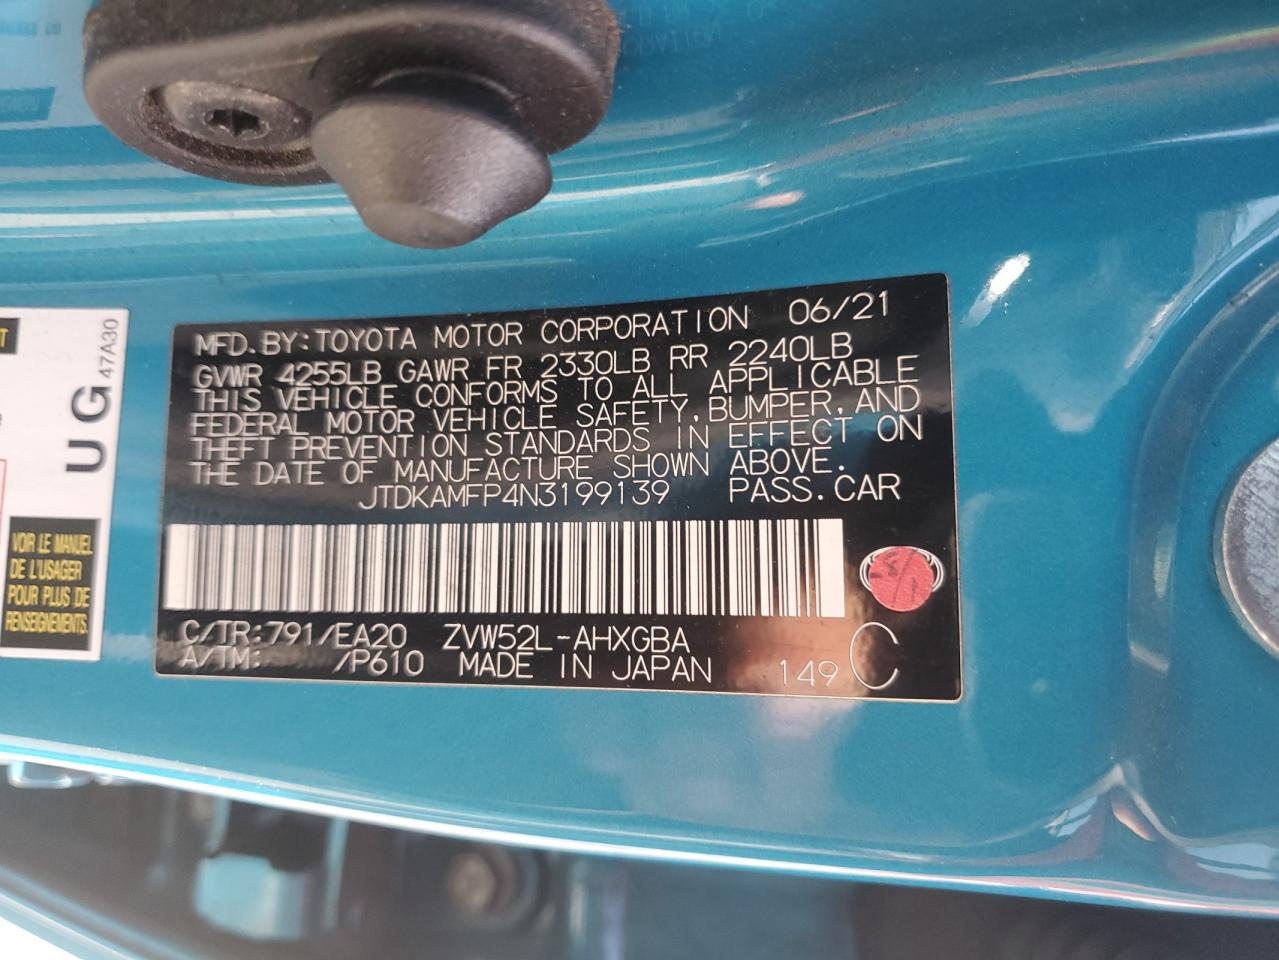 MFD.BY:TOYOTA MOTOR CORPORATION 06/21
GVWR 4255LB GAWR FR 2330LB RR 2240LB
THIS VEHICLE CONFORMS TO ALL APPLICABLE
FEDERAL MOTOR VEHICLE SAFETY, BUMPER, AND
THEFT PREVENTION STANDARDS IN EFFECT ON
THE DATE OF MANUFACTURE SHOWN ABOVE.
JTDKAMFP4N3199139 PASS.CAR
C/TR:791/EA20 ZVW52L-AHXGBA
A/TM: /P610 MADE IN JAPAN 149 C
UG
47A30
VOIR LE MANUEL
DE L'USAGER
POUR PLUS DE
RENSEIGNEMENTS.